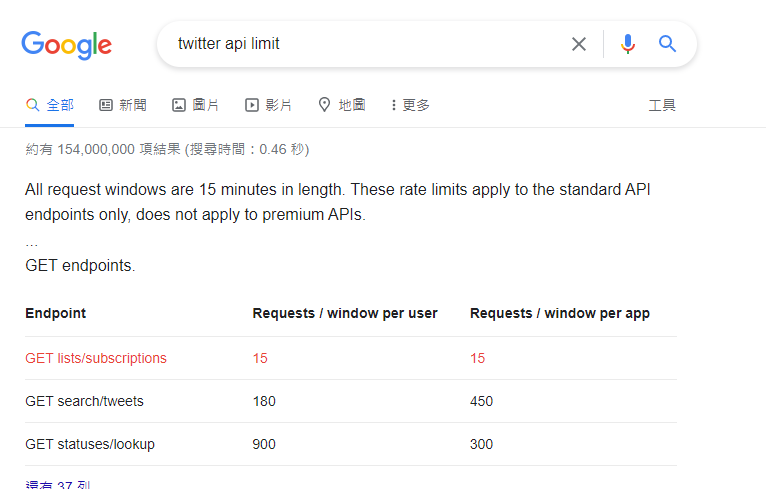 Google
twitter api limit
全部 新聞 圖片 影片 地圖 更多 工具
約有 154,000,000 項結果 (搜尋時間：0.46 秒)
All request windows are 15 minutes in length. These rate limits apply to the standard API
endpoints only, does not apply to premium APIs.
...
GET endpoints.
Endpoint Requests / window per user Requests / window per app
GET lists/subscriptions 15 15
GET search/tweets 180 450
GET statuses/lookup 900 300
還有 37 列